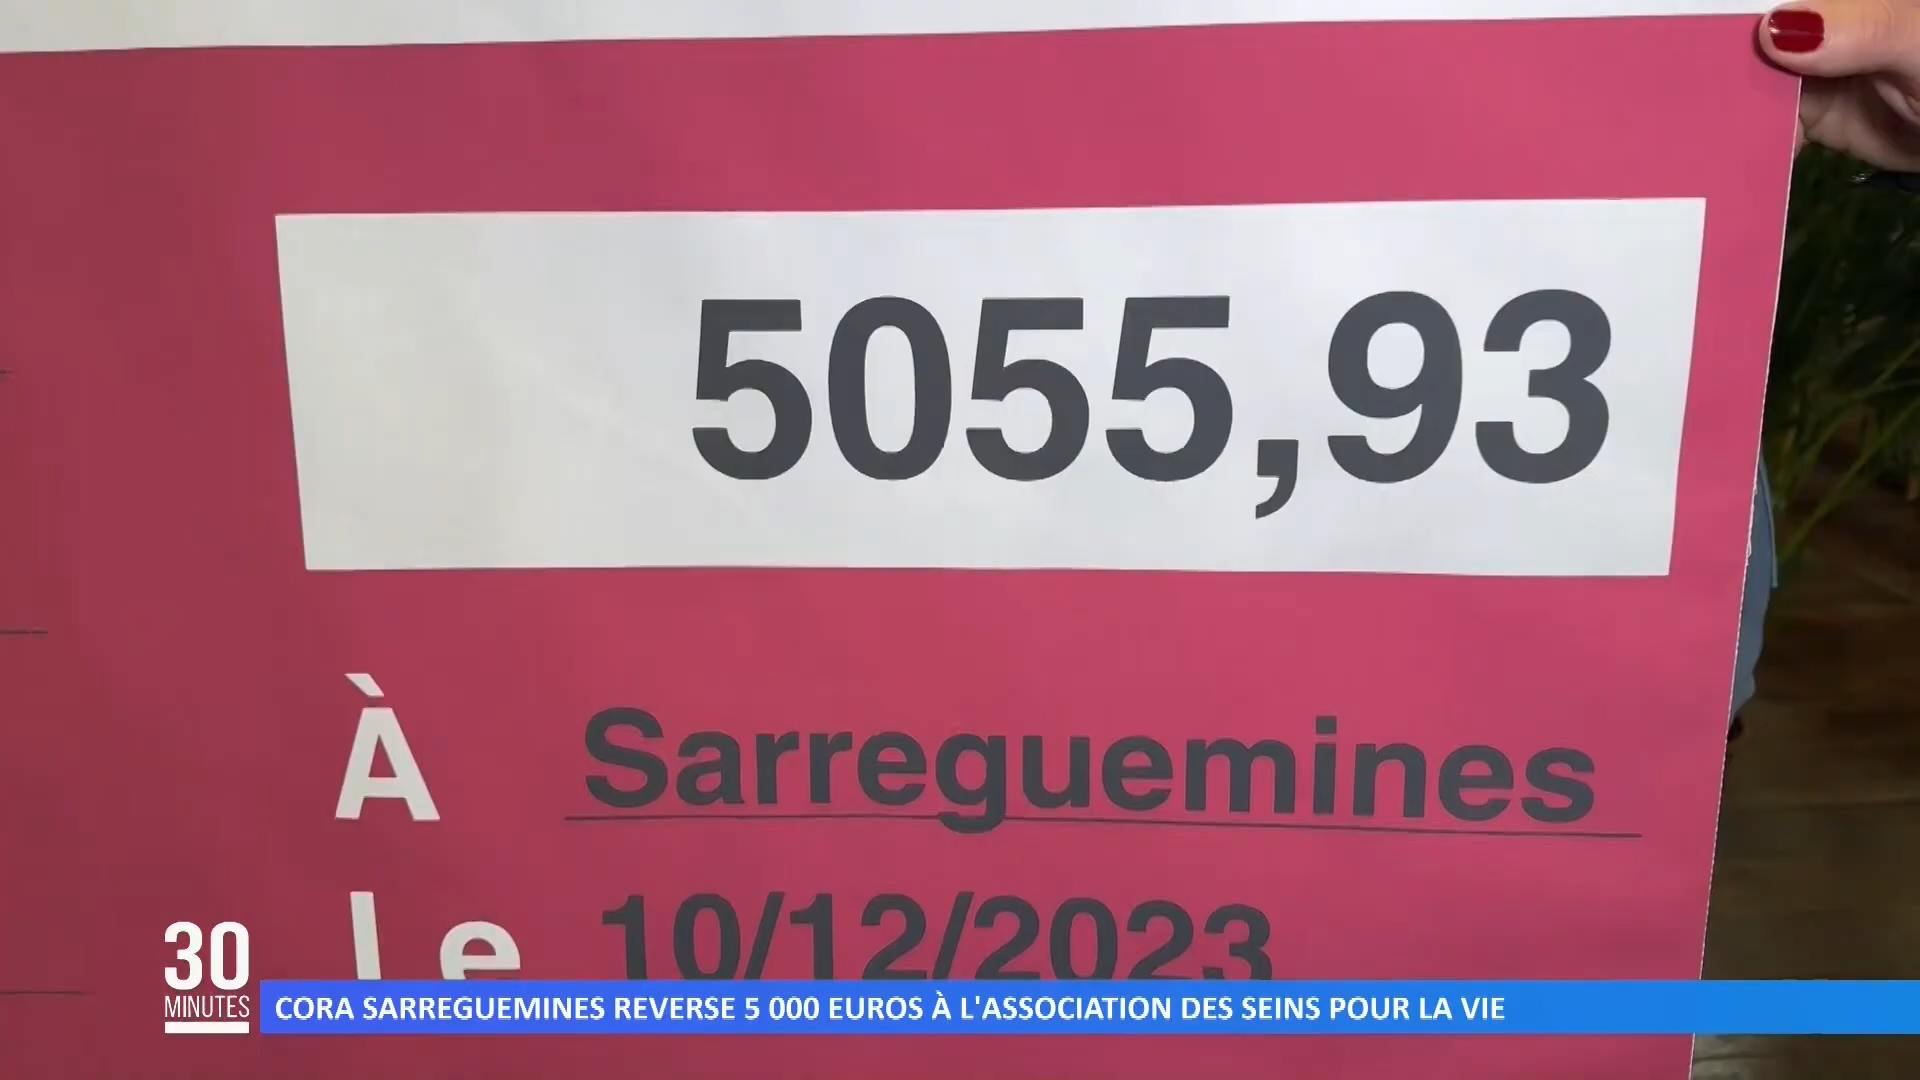 5055,93
À Sarreguemines
Le 10/12/2023
30
MINUTES
CORA SARREGUEMINES REVERSE 5 000 EUROS À L'ASSOCIATION DES SEINS POUR LA VIE